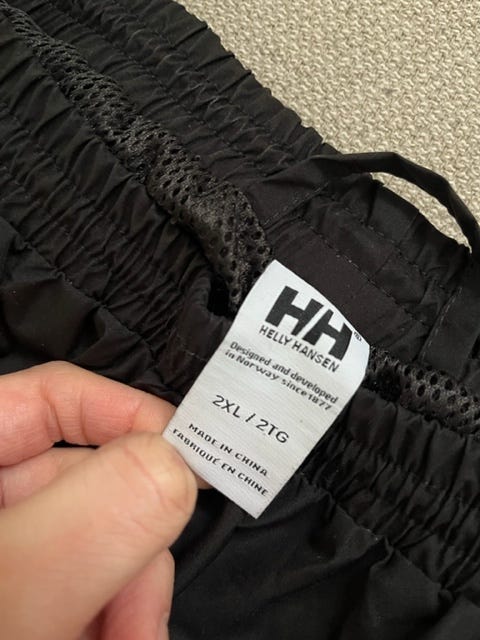 HH®
HELLY HANSEN
Designed and developed
in Norway since 1877
2XL / 2TG
MADE IN CHINA
FABRIQUÉ EN CHINE